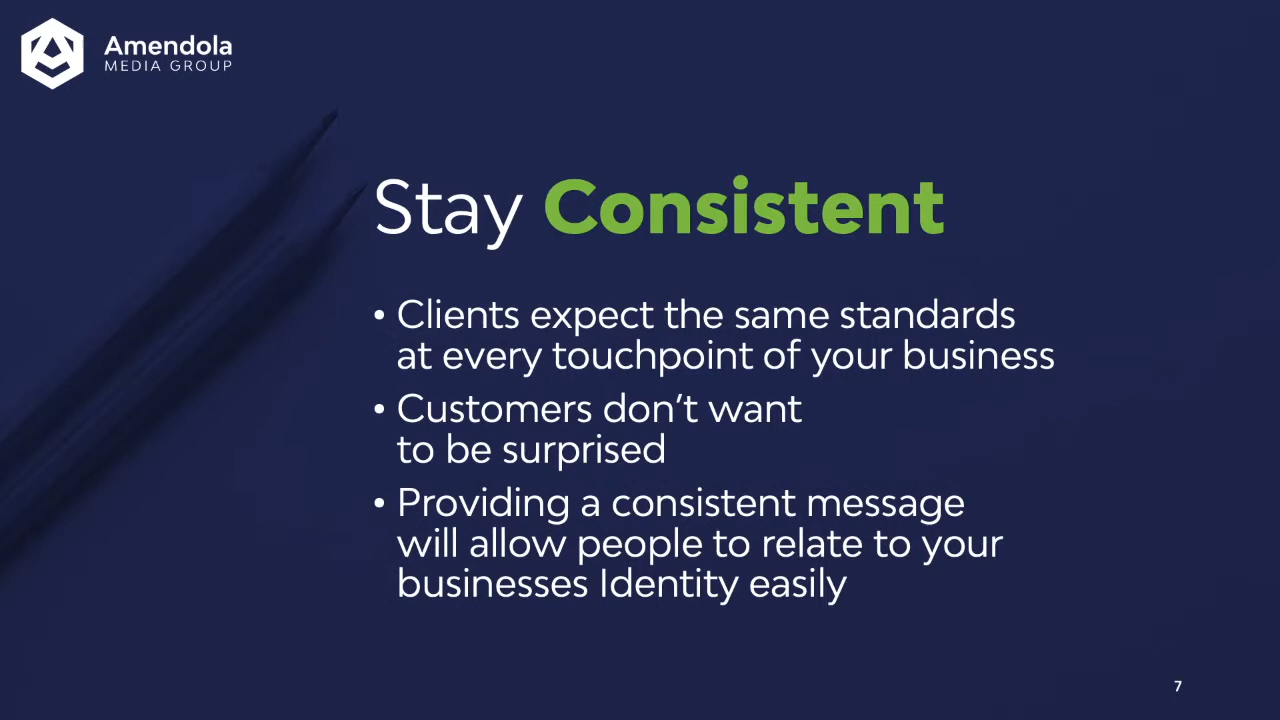 Amendola
MEDIA GROUP
Stay Consistent
• Clients expect the same standards
at every touchpoint of your business
• Customers don’t want
to be surprised
• Providing a consistent message
will allow people to relate to your
businesses Identity easily
7